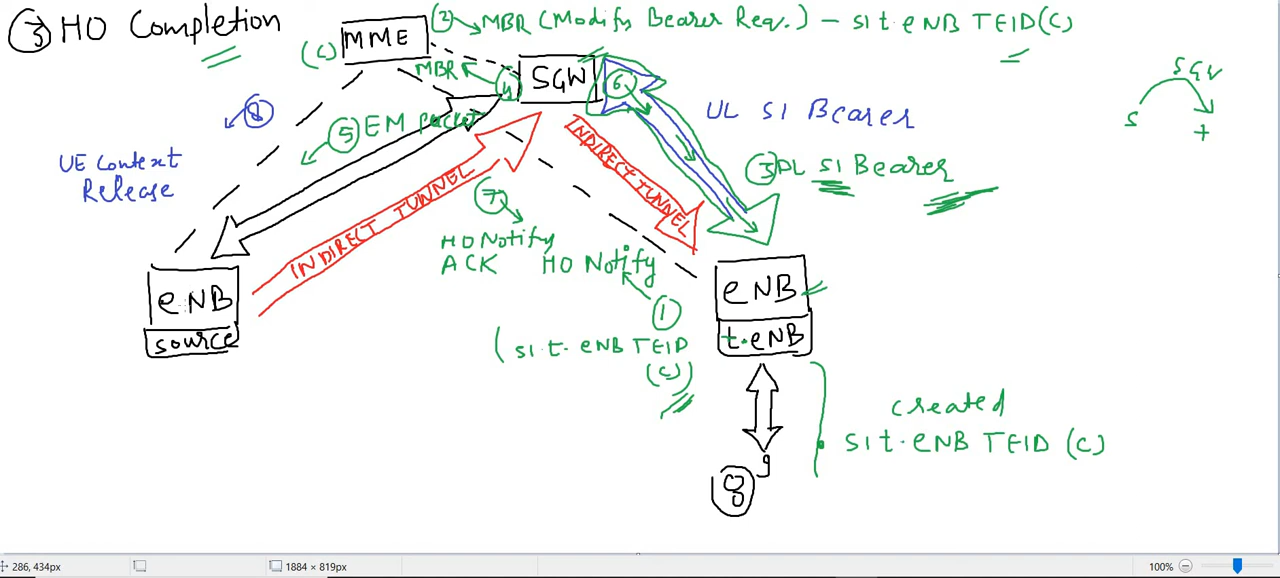 ③ HO Completion
② MBR (Modify Bearer Req.) – S1 t.eNB TEID(C)
(C) MME
SGW
MBR
④
⑥
UL S1 Bearer
SGW
S
t
⑧
⑤ EM packet
UE Context
Release
INDIRECT TUNNEL
INDIRECT TUNNEL
③ DL S1 Bearer
⑦
HO Notify
ACK
HO Notify
①
(S1 t. eNB TEID
(C)
eNB
source
eNB
t.eNB
created
S1 t.eNB TEID (C)
286, 434px
1884 × 819px
100%